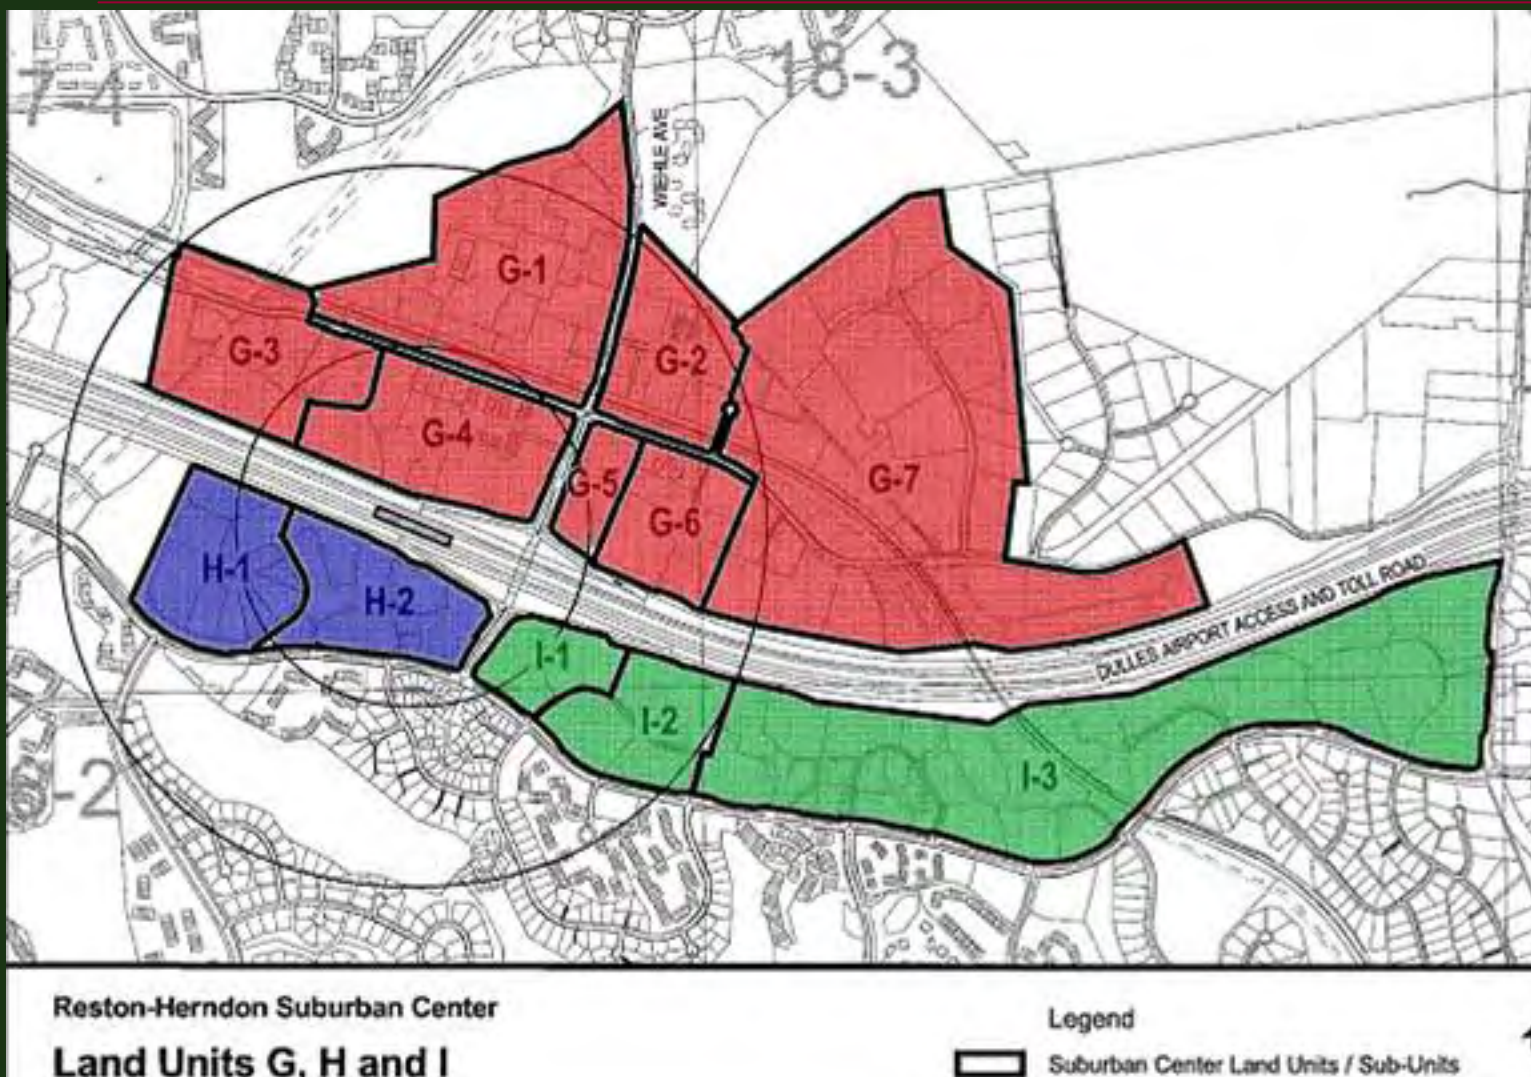 18-3
WIEHLE AVE
G-1
G-3
G-2
G-4
G-5
G-7
G-6
H-1
H-2
I-1
DULLES AIRPORT ACCESS AND TOLL ROAD
I-2
I-3
-2
Reston-Herndon Suburban Center
Land Units G, H and I
Legend
Suburban Center Land Units / Sub-Units